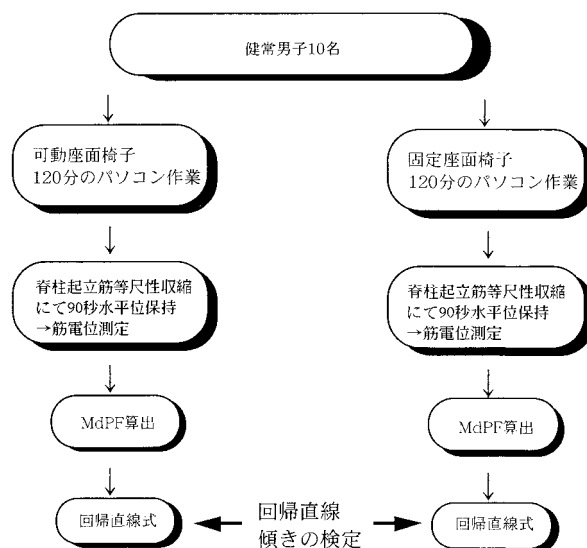 健常男子10名
可動座面椅子
120分のパソコン作業
固定座面椅子
120分のパソコン作業
脊柱起立筋等尺性収縮
にて90秒水平位保持
→筋電位測定
脊柱起立筋等尺性収縮
にて90秒水平位保持
→筋電位測定
MdPF算出
MdPF算出
回帰直線式
回帰直線
傾きの検定
回帰直線式